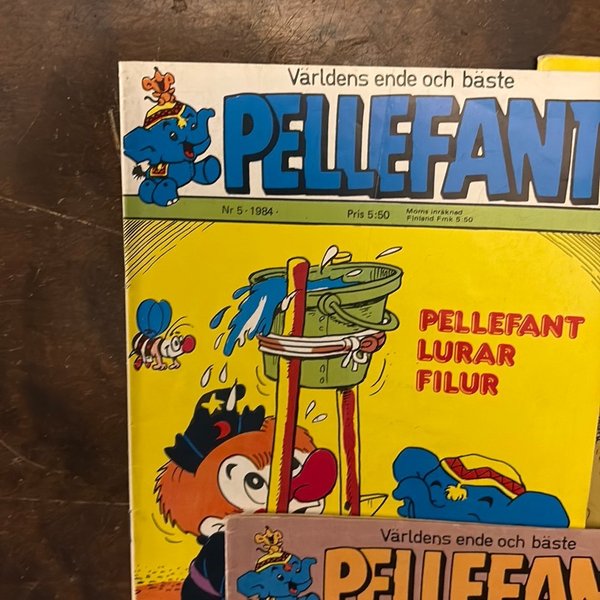 Världens ende och bäste
PELLEFANT
Nr 5 · 1984 · Pris 5:50 Moms inräknad
Finland Fmk 5:50
PELLEFANT
LURAR
FILUR
Världens ende och bäste
PELLEFAN